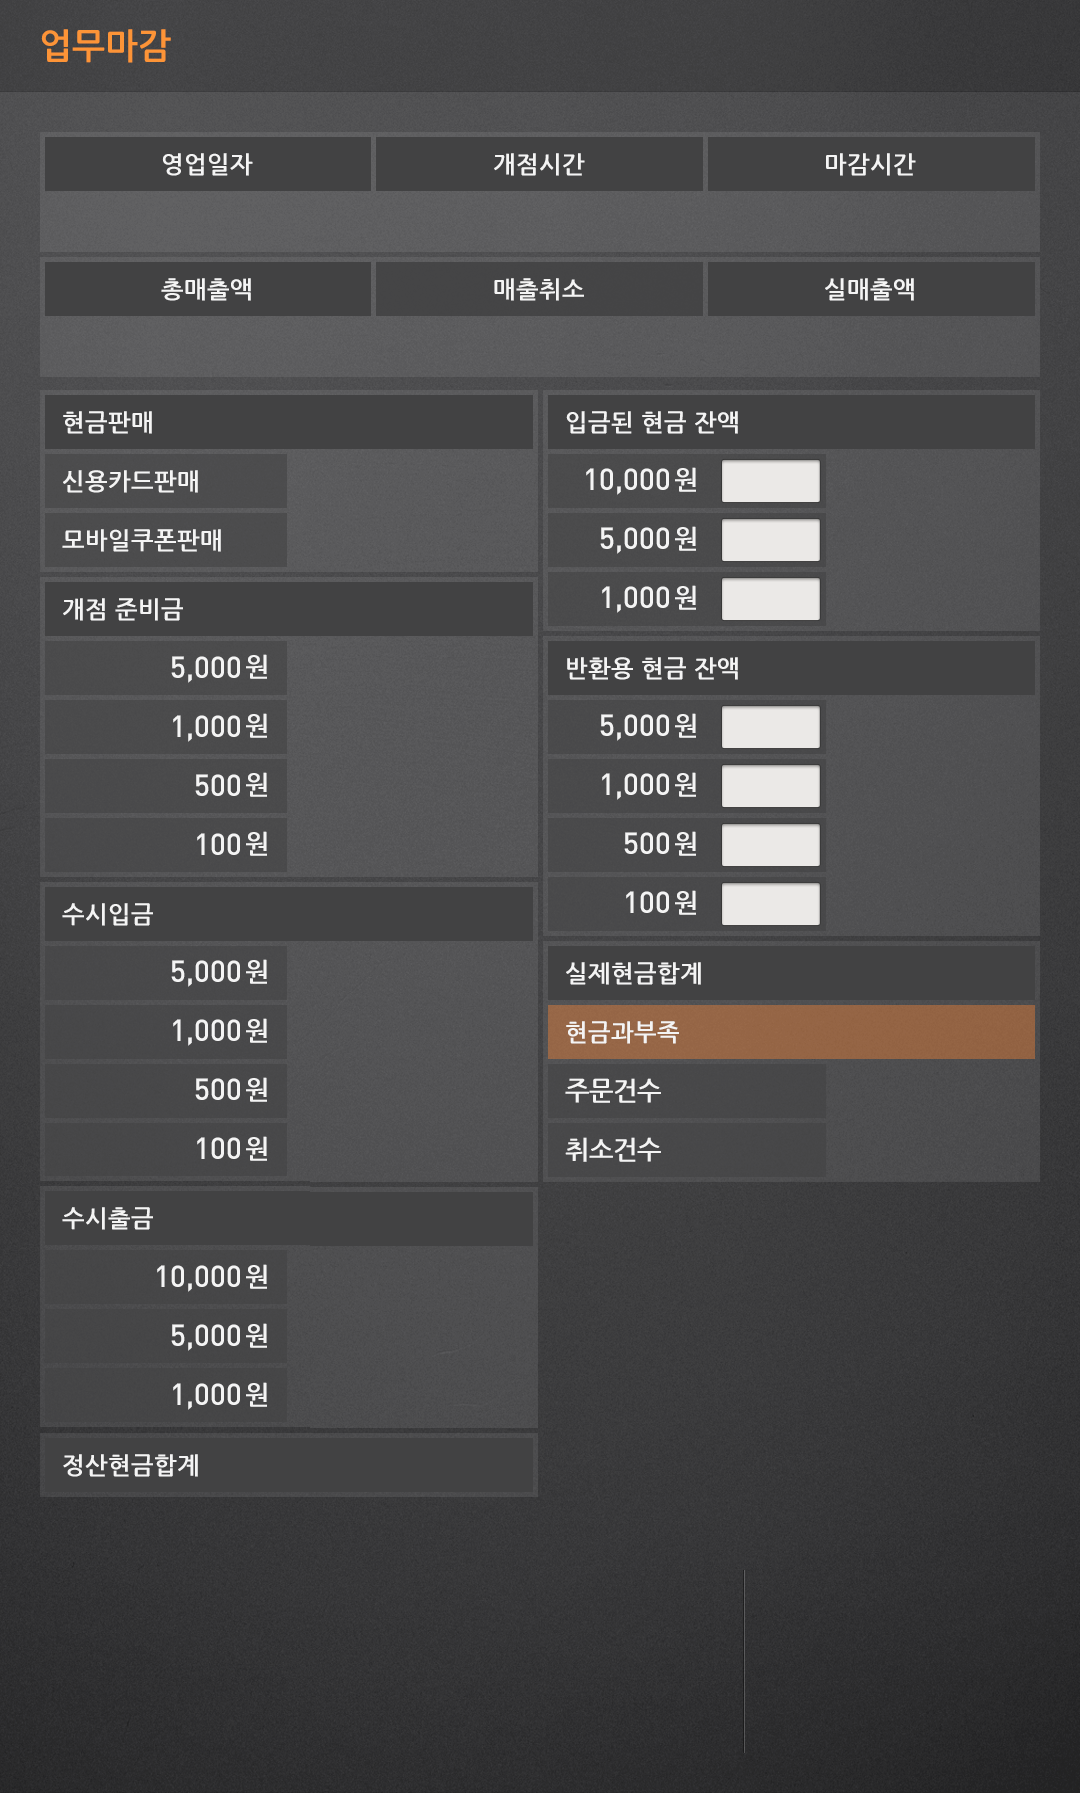 업무마감
영업일자 개점시간 마감시간
총매출액 매출취소 실매출액
현금판매
신용카드판매
모바일쿠폰판매
개점 준비금
5,000원
1,000원
500원
100원
수시입금
5,000원
1,000원
500원
100원
수시출금
10,000원
5,000원
1,000원
정산현금합계
입금된 현금 잔액
10,000원
5,000원
1,000원
반환용 현금 잔액
5,000원
1,000원
500원
100원
실제현금합계
현금과부족
주문건수
취소건수